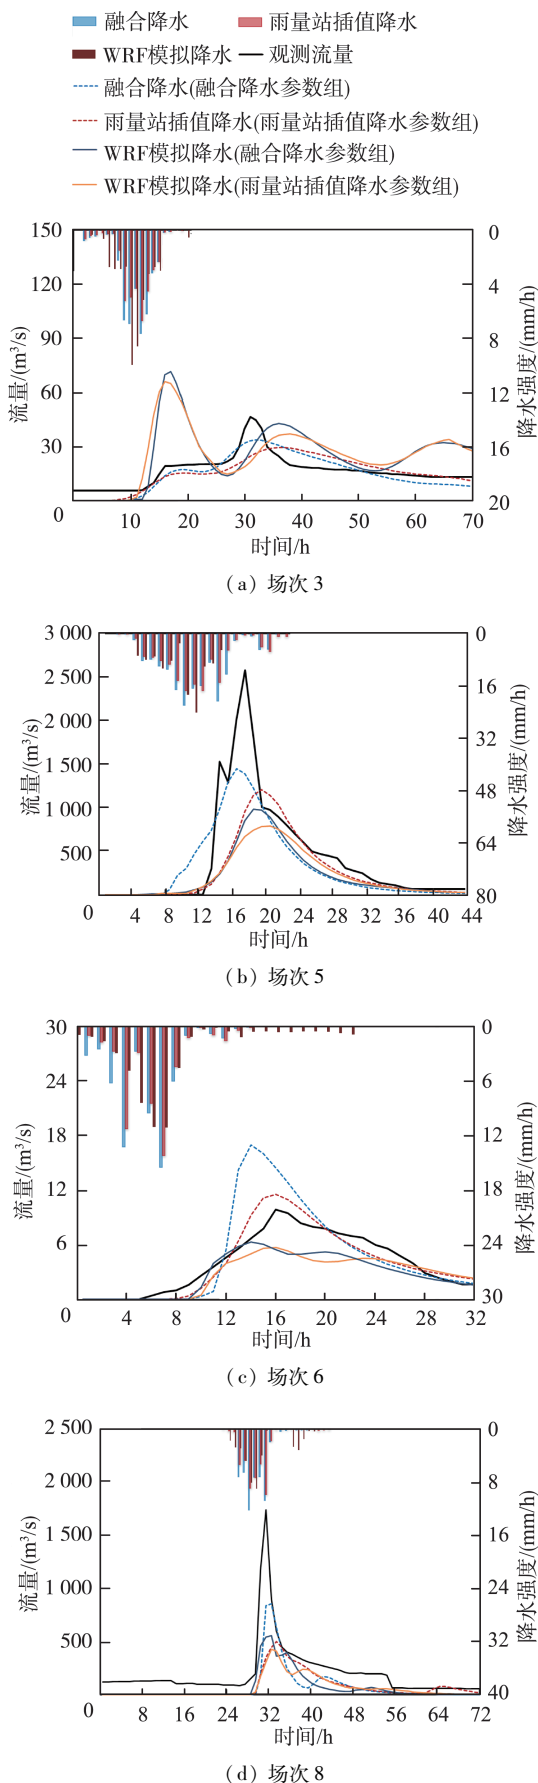 融合降水 雨量站插值降水
WRF模拟降水 观测流量
融合降水(融合降水参数组)
雨量站插值降水(雨量站插值降水参数组)
WRF模拟降水(融合降水参数组)
WRF模拟降水(雨量站插值降水参数组)
150 0
120 4
90 8
60 12
30 16
0 20
流量/(m³/s)
降水强度/(mm/h)
10 20 30 40 50 60 70
时间/h
(a) 场次 3
3 000 0
2 500 16
2 000 32
1 500 48
1 000 64
500
0 80
流量/(m³/s)
降水强度/(mm/h)
4 8 12 16 20 24 28 32 36 40 44
时间/h
(b) 场次 5
30 0
24 6
18 12
12 18
6 24
0 30
流量/(m³/s)
降水强度/(mm/h)
4 8 12 16 20 24 28 32
时间/h
(c) 场次 6
2 500 0
2 000 8
1 500 16
1 000 24
500 32
0 40
流量/(m³/s)
降水强度/(mm/h)
8 16 24 32 40 48 56 64 72
时间/h
(d) 场次 8